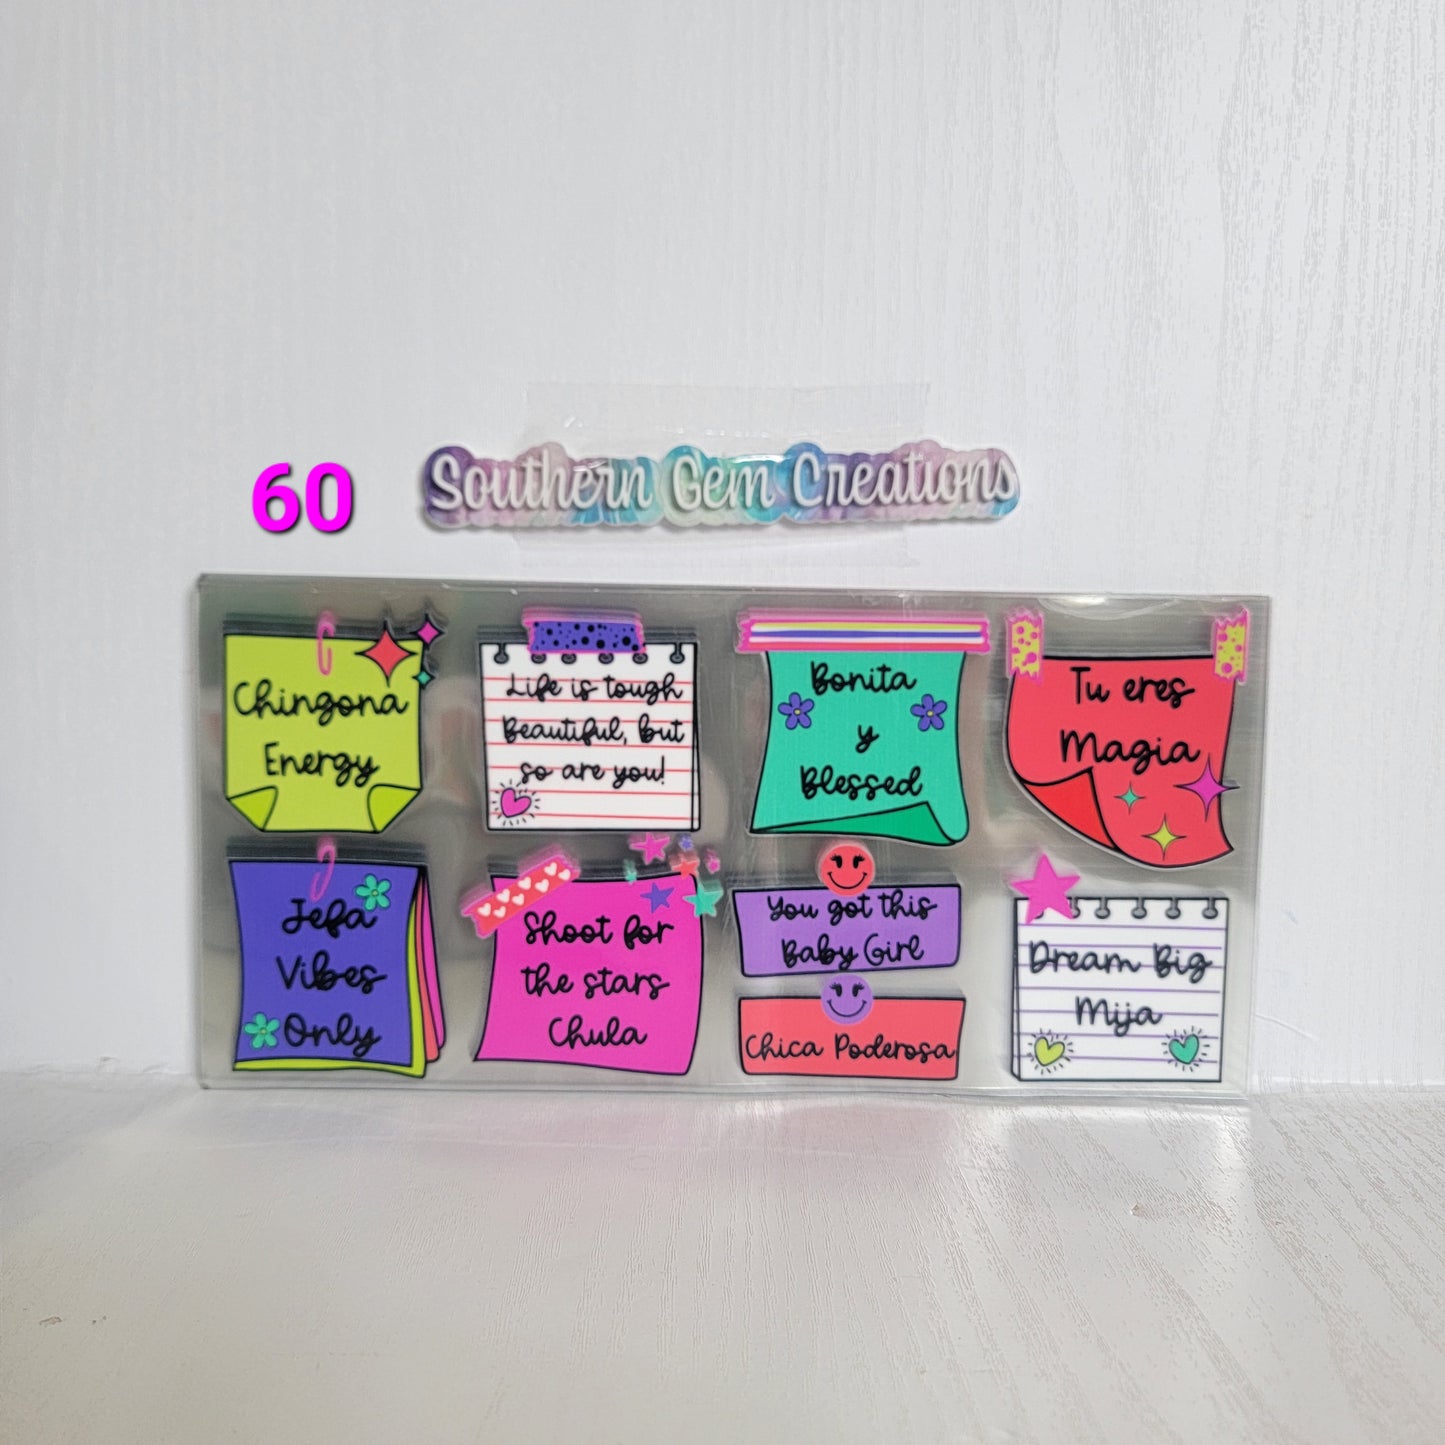 60
Southern Gem Creations
Chingona
Energy
Life is tough
Beautiful, but
so are you!
Bonita
y
Blessed
Tu eres
Magia
Jefa
Vibes
Only
Shoot for
the stars
Chula
You got this
Baby Girl
Chica Poderosa
Dream Big
Mija